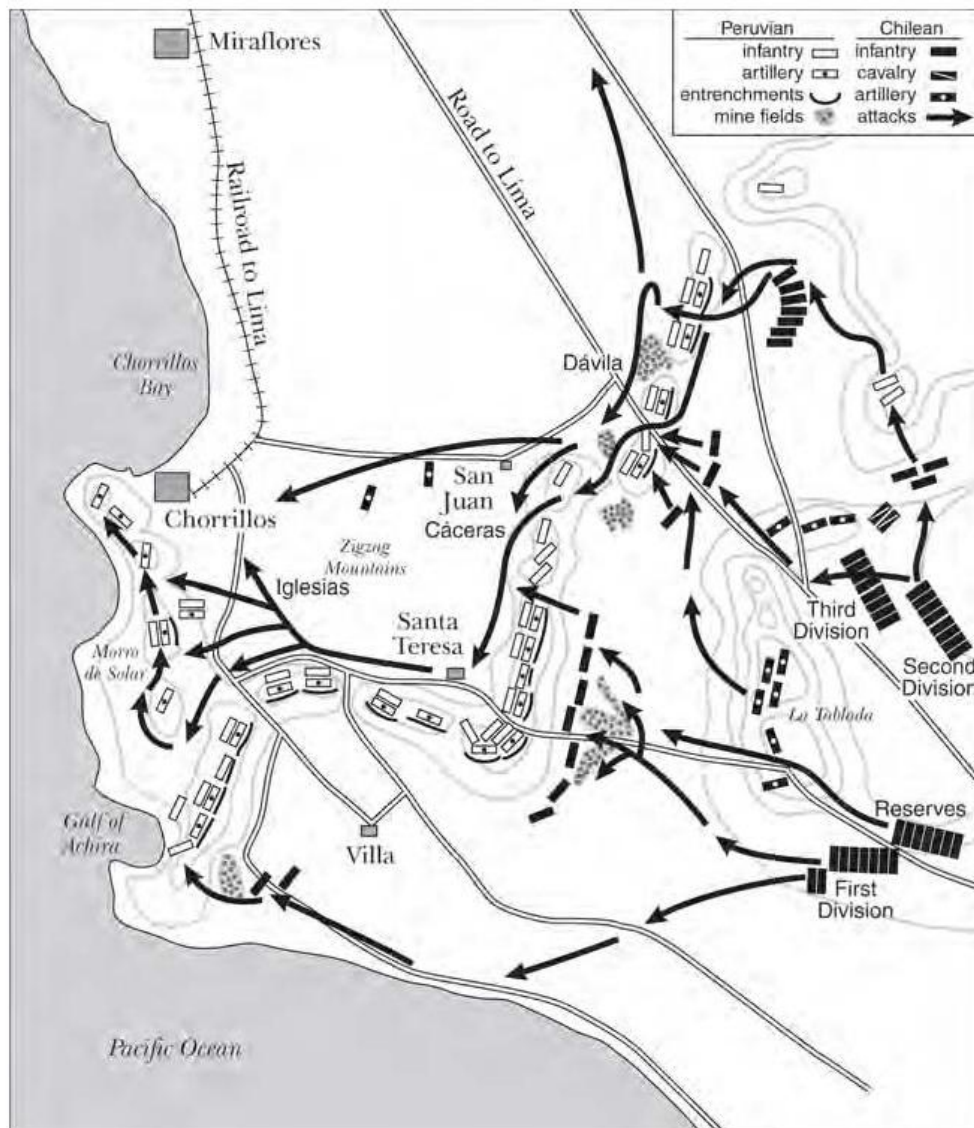 Peruvian Chilean
infantry infantry
artillery cavalry
entrenchments artillery
mine fields attacks
Miraflores
Road to Lima
Railroad to Lima
Chorrillos
Bay
Dávila
San
Juan
Chorrillos
Cáceras
Zigzag
Mountains
Iglesias
Santa
Teresa
Third
Division
Second
Division
Morro
de Solar
La Tablada
Reserves
Gulf of
Achira
Villa
First
Division
Pacific Ocean